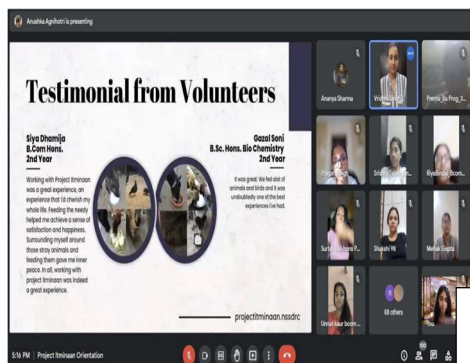 Anushka Agnihotri is presenting
Testimonial from Volunteers
Siya Dhamija
B.Com Hons.
2nd Year
Working with Project Itminaan
was a great experience, an
experience that I'd cherish my
whole life. Feeding the needy
helped me achieve a sense of
satisfaction and happiness.
Surrounding myself around
those stray animals and
feeding them gave me inner
peace. In all, working with
project itminaan was indeed
a great experience.
Gazal Soni
B.Sc. Hons. Bio Chemistry
2nd Year
It was great. We fed alot of
animals and birds and it was
undoubtedly one of the best
experiences I've had.
projectitminaan.nssdrc
Ananya Sharma
Prerna_Ba Prog_II...
Shakshi 98
Mehak Gupta
88 others
You
5:16 PM | Project Itminaan Orientation
100